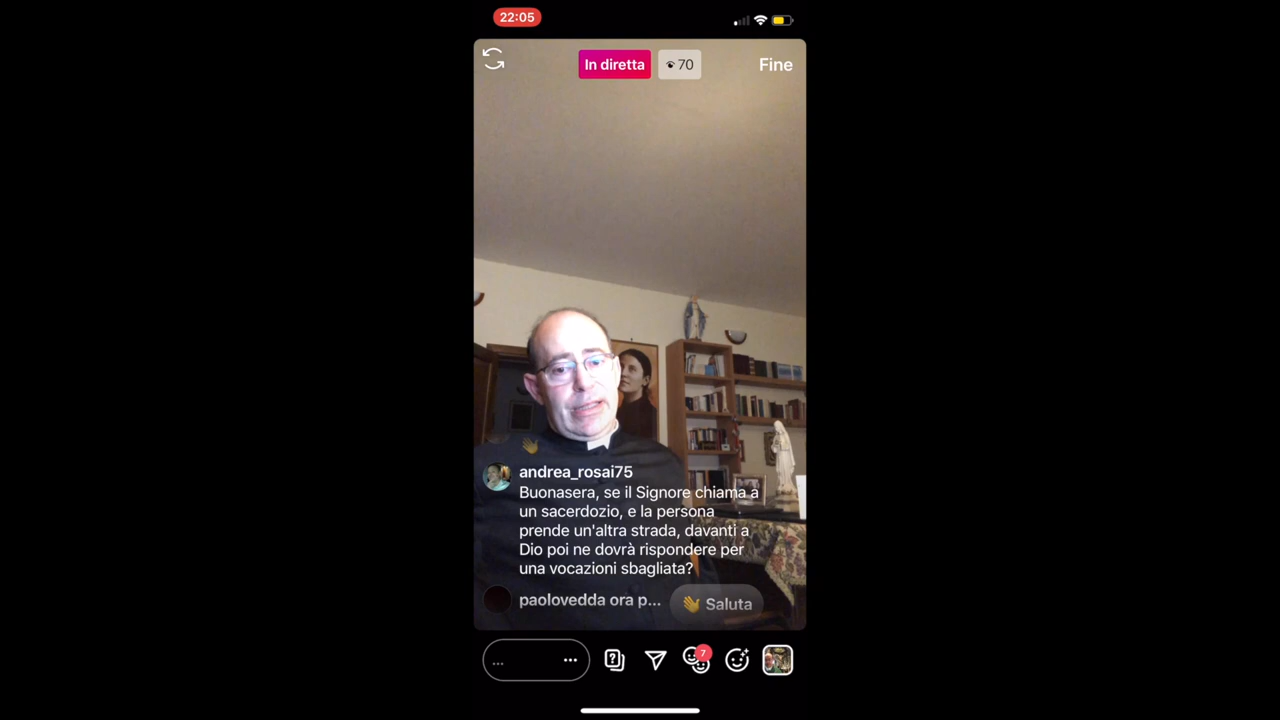 22:05
In diretta
70
Fine
andrea_rosai75
Buonasera, se il Signore chiama a
un sacerdozio, e la persona
prende un'altra strada, davanti a
Dio poi ne dovrà rispondere per
una vocazioni sbagliata?
paolovedda ora p...
👋 Saluta
...
7